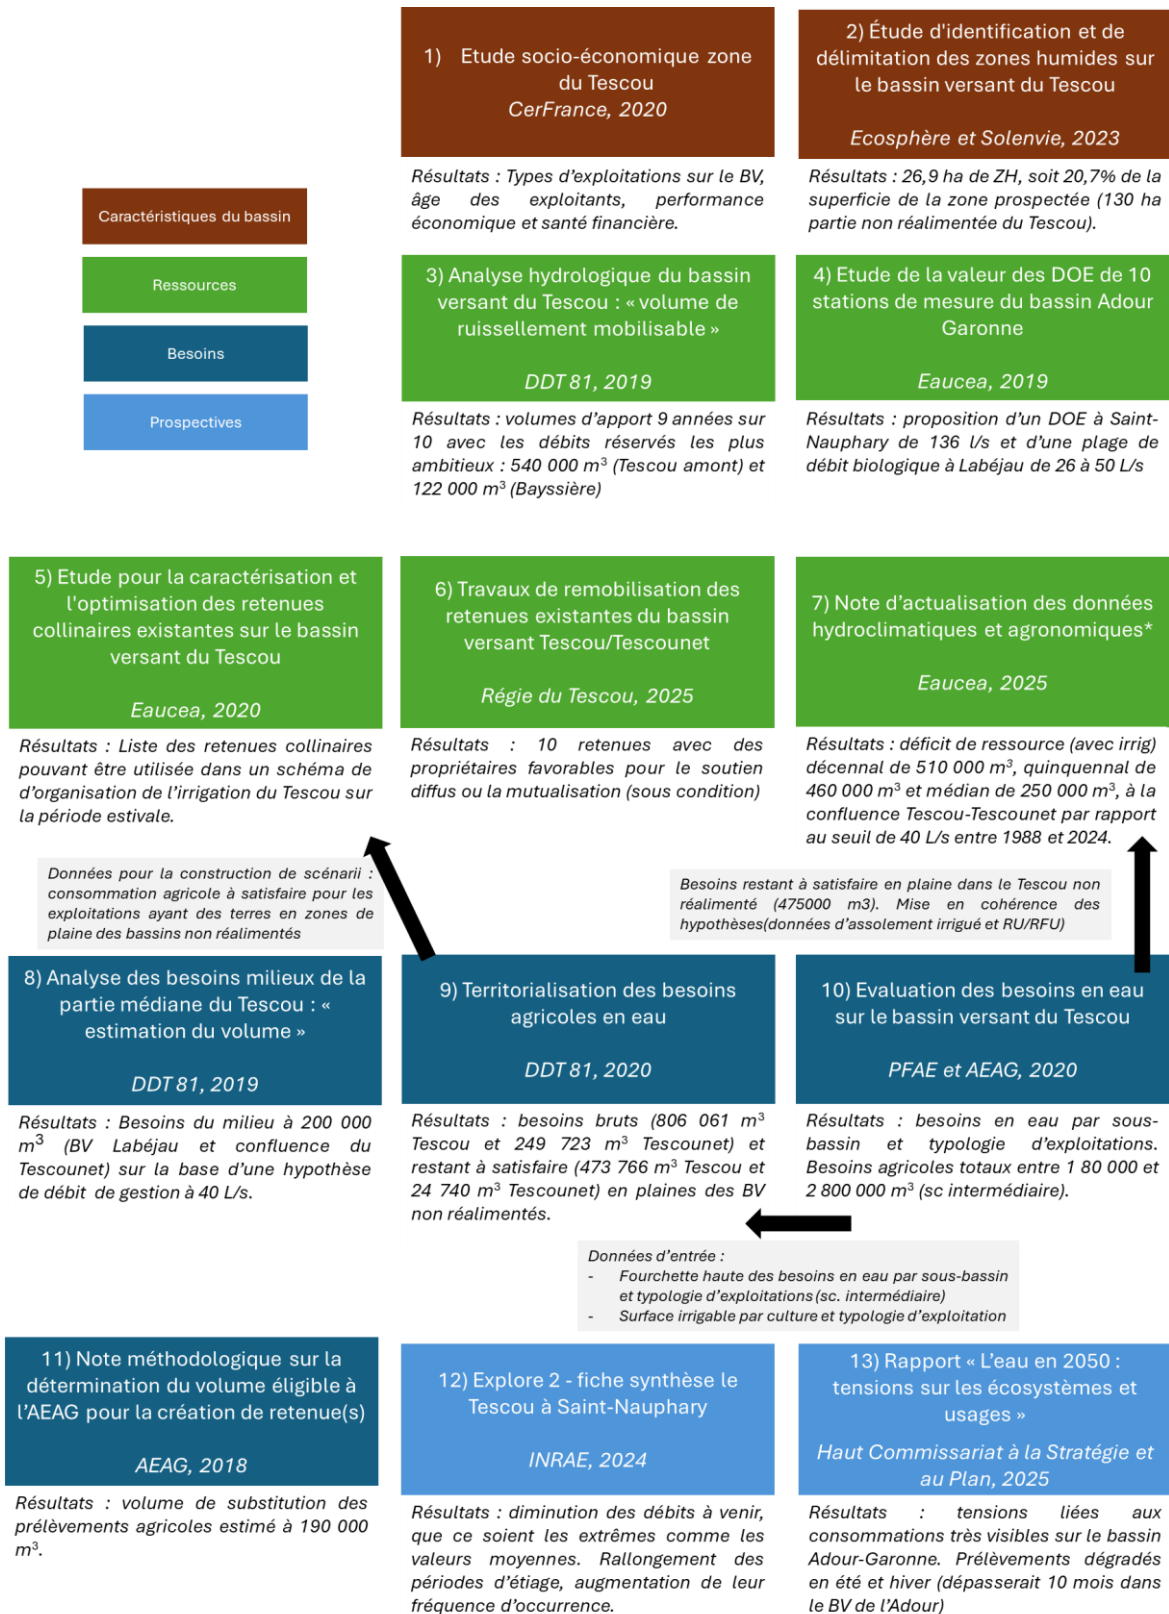 1) Etude socio-économique zone
du Tescou
CerFrance, 2020
Résultats : Types d'exploitations sur le BV,
âge des exploitants, performance
économique et santé financière.
2) Étude d'identification et de
délimitation des zones humides sur
le bassin versant du Tescou
Ecosphère et Solenvie, 2023
Résultats : 26,9 ha de ZH, soit 20,7% de la
superficie de la zone prospectée (130 ha
partie non réalimentée du Tescou).
Caractéristiques du bassin
Ressources
Besoins
Prospectives
3) Analyse hydrologique du bassin
versant du Tescou : « volume de
ruissellement mobilisable »
DDT 81, 2019
Résultats : volumes d'apport 9 années sur
10 avec les débits réservés les plus
ambitieux : 540 000 m³ (Tescou amont) et
122 000 m³ (Bayssière)
4) Etude de la valeur des DOE de 10
stations de mesure du bassin Adour
Garonne
Eaucea, 2019
Résultats : proposition d'un DOE à Saint-
Nauphary de 136 l/s et d'une plage de
débit biologique à Labéjau de 26 à 50 L/s
5) Etude pour la caractérisation et
l'optimisation des retenues
collinaires existantes sur le bassin
versant du Tescou
Eaucea, 2020
Résultats : Liste des retenues collinaires
pouvant être utilisée dans un schéma de
d'organisation de l'irrigation du Tescou sur
la période estivale.
6) Travaux de remobilisation des
retenues existantes du bassin
versant Tescou/Tescounet
Régie du Tescou, 2025
Résultats : 10 retenues avec des
propriétaires favorables pour le soutien
diffus ou la mutualisation (sous condition)
7) Note d'actualisation des données
hydroclimatiques et agronomiques*
Eaucea, 2025
Résultats : déficit de ressource (avec irrig)
décennal de 510 000 m³, quinquennal de
460 000 m³ et médian de 250 000 m³, à la
confluence Tescou-Tescounet par rapport
au seuil de 40 L/s entre 1988 et 2024.
Données pour la construction de scénarii :
consommation agricole à satisfaire pour les
exploitations ayant des terres en zones de
plaine des bassins non réalimentés
Besoins restant à satisfaire en plaine dans le Tescou non
réalimenté (475000 m3). Mise en cohérence des
hypothèses(données d'assolement irrigué et RU/RFU)
8) Analyse des besoins milieux de la
partie médiane du Tescou : «
estimation du volume »
DDT 81, 2019
Résultats : Besoins du milieu à 200 000
m³ (BV Labéjau et confluence du
Tescounet) sur la base d'une hypothèse
de débit de gestion à 40 L/s.
9) Territorialisation des besoins
agricoles en eau
DDT 81, 2020
Résultats : besoins bruts (806 061 m³
Tescou et 249 723 m³ Tescounet) et
restant à satisfaire (473 766 m³ Tescou et
24 740 m³ Tescounet) en plaines des BV
non réalimentés.
10) Evaluation des besoins en eau
sur le bassin versant du Tescou
PFAE et AEAG, 2020
Résultats : besoins en eau par sous-
bassin et typologie d'exploitations.
Besoins agricoles totaux entre 1 80 000 et
2 800 000 m³ (sc intermédiaire).
Données d'entrée :
- Fourchette haute des besoins en eau par sous-bassin
et typologie d'exploitations (sc. intermédiaire)
- Surface irrigable par culture et typologie d'exploitation
11) Note méthodologique sur la
détermination du volume éligible à
l'AEAG pour la création de retenue(s)
AEAG, 2018
Résultats : volume de substitution des
prélèvements agricoles estimé à 190 000
m³.
12) Explore 2 - fiche synthèse le
Tescou à Saint-Nauphary
INRAE, 2024
Résultats : diminution des débits à venir,
que ce soient les extrêmes comme les
valeurs moyennes. Rallongement des
périodes d'étiage, augmentation de leur
fréquence d'occurrence.
13) Rapport « L'eau en 2050 :
tensions sur les écosystèmes et
usages »
Haut Commissariat à la Stratégie et
au Plan, 2025
Résultats : tensions liées aux
consommations très visibles sur le bassin
Adour-Garonne. Prélèvements dégradés
en été et hiver (dépasserait 10 mois dans
le BV de l'Adour)